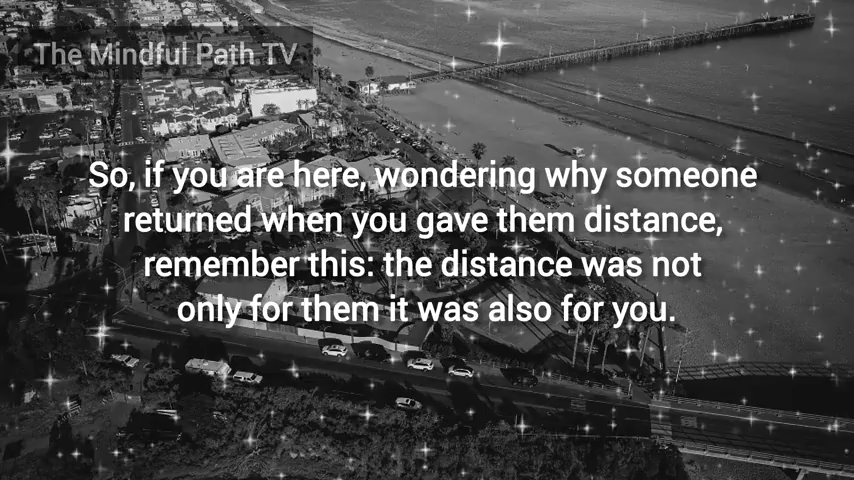 The Mindful Path TV
So, if you are here, wondering why someone
returned when you gave them distance,
remember this: the distance was not
only for them it was also for you.